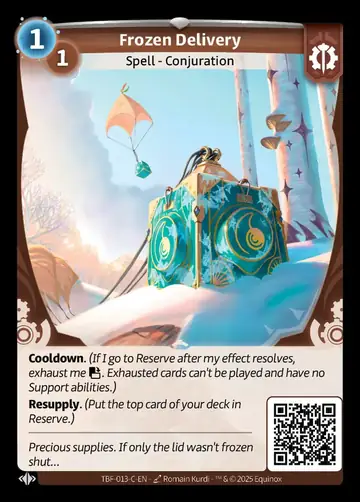 1
Frozen Delivery
1
Spell - Conjuration
Cooldown. (If I go to Reserve after my effect resolves,
exhaust me. Exhausted cards can't be played and have no
Support abilities.)
Resupply. (Put the top card of your deck in
Reserve.)
Precious supplies. If only the lid wasn't frozen
shut...
TBF-013-C-EN - Romain Kurdi - ™ & © 2025 Equinox